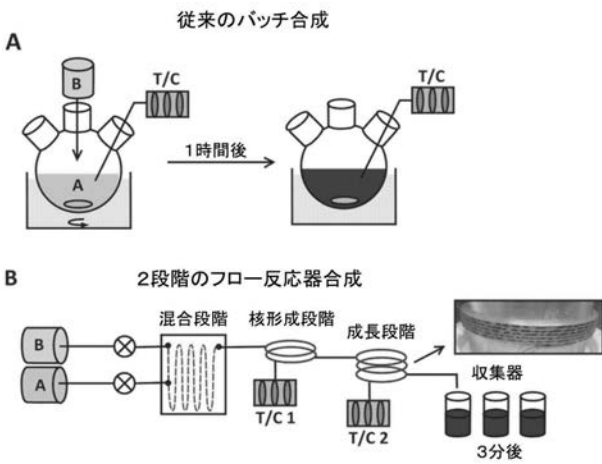 従来のバッチ合成
A
B
T/C
T/C
A
1時間後
B
2段階のフロー反応器合成
混合段階
核形成段階
成長段階
B
A
T/C 1
T/C 2
収集器
3分後